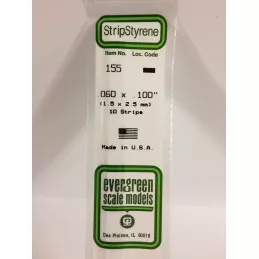 StripStyrene
Item No. Loc. Code
155
.060 x .100"
(1.5 x 2.5 mm)
10 Strips
Made in U.S.A.
evergreen
scale models
Des Plaines, IL 60018